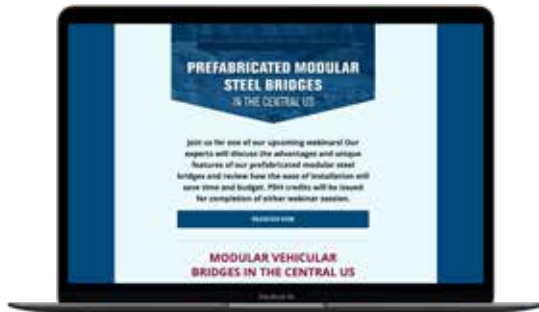 PREFABRICATED MODULAR
STEEL BRIDGES
IN THE CENTRAL US
Join us for one of our upcoming webinars! Our
experts will discuss the advantages and unique
features of our prefabricated modular steel
bridges and review how the ease of installation will
save time and budget. PDH credits will be issued
for completion of either webinar session.
REGISTER NOW
MODULAR VEHICULAR
BRIDGES IN THE CENTRAL US
MacBook Air